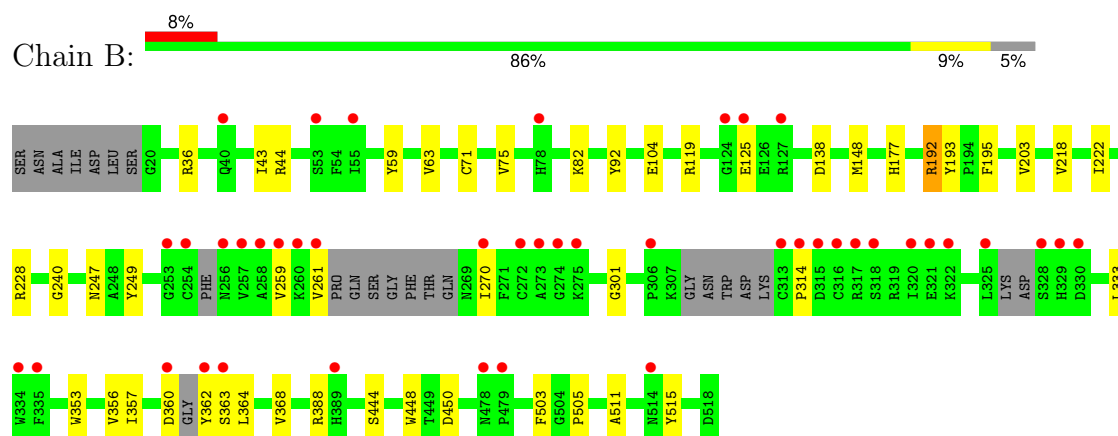 8%
Chain B:
86% 9% 5%
SER ASN ALA ILE ASP LEU SER G20 R36 Q40 I43 R44 S53 F54 I55 Y59 V63 C71 V75 H78 K82 Y92 E104 R119 G124 E125 E126 R127 D138 M148 H177 R192 Y193 P194 F195 V203 V218 I222
R228 G240 N247 A248 Y249 G253 C254 PHE N256 V257 A258 V259 K260 V261 PRO GLN SER GLY PHE THR GLN N269 I270 F271 C272 A273 G274 K275 G301 P306 K307 GLY ASN TRP ASP LYS C313 P314 D315 C316 R317 S318 R319 I320 E321 K322 L325 LYS ASP S328 H329 D330 L333
W334 F335 W353 V356 I357 D360 GLY Y362 S363 L364 V368 R388 H389 S444 W448 T449 D450 N478 P479 F503 G504 P505 A511 N514 Y515 D518